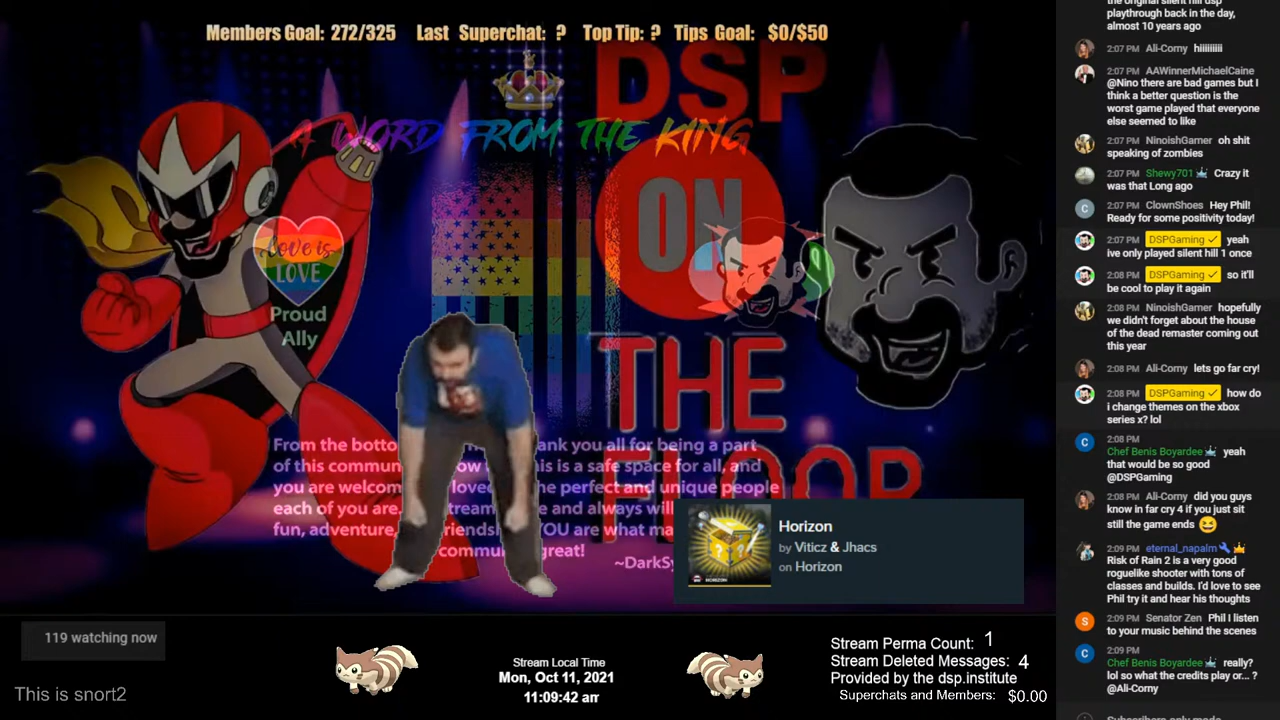 Members Goal: 272/325 Last Superchat: ? Top Tip: ? Tips Goal: $0/$50
DSP
A WORD FROM THE KING
ON
THE
FLOOR
Love is
LOVE
Proud
Ally
From the botto ank you all for being a part
of this commun ow his is a safe space for all, and
you are welcom love he perfect and unique people
each of you are. tream e and always will
fun, adventure, riends YOU are what ma
commu great!
~DarkSy
Horizon
by Viticz & Jhacs
on Horizon
HORIZON
119 watching now
This is snort2
Stream Local Time
Mon, Oct 11, 2021
11:09:42 am
Stream Perma Count: 1
Stream Deleted Messages: 4
Provided by the dsp.institute
Superchats and Members: $0.00
the original silent hill dsp
playthrough back in the day,
almost 10 years ago
2:07 PM Ali-Corny hiiiiiiiiii
2:07 PM AAWinnerMichaelCaine
@Nino there are bad games but I
think a better question is the
worst game played that everyone
else seemed to like
2:07 PM NinoishGamer oh shit
speaking of zombies
2:07 PM Shewy701 Crazy it
was that Long ago
2:07 PM ClownShoes Hey Phil!
Ready for some positivity today!
2:07 PM DSPGaming yeah
ive only played silent hill 1 once
2:08 PM DSPGaming so it'll
be cool to play it again
2:08 PM NinoishGamer hopefully
we didn't forget about the house
of the dead remaster coming out
this year
2:08 PM Ali-Corny lets go far cry!
2:08 PM DSPGaming how do
i change themes on the xbox
series x? lol
2:08 PM
Chef Benis Boyardee yeah
that would be so good
@DSPGaming
2:08 PM Ali-Corny did you guys
know in far cry 4 if you just sit
still the game ends
2:09 PM eternal_napalm
Risk of Rain 2 is a very good
roguelike shooter with tons of
classes and builds. I'd love to see
Phil try it and hear his thoughts
2:09 PM Senator Zen Phil I listen
to your music behind the scenes
2:09 PM
Chef Benis Boyardee really?
lol so what the credits play or... ?
@Ali-Corny
Subscribers-only mode